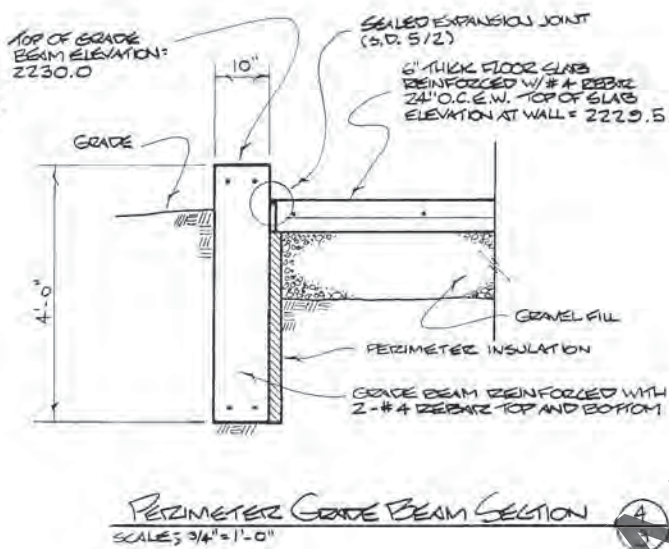 TOP OF GRADE
BEAM ELEVATION:
2230.0
10"
SEALED EXPANSION JOINT
(S.D. 5/2)
6" THICK FLOOR SLAB
REINFORCED W/ #4 REBAR
24" O.C.E.W. TOP OF SLAB
ELEVATION AT WALL = 2229.5
GRADE
4'-0"
GRAVEL FILL
PERIMETER INSULATION
GRADE BEAM REINFORCED WITH
2-#4 REBAR TOP AND BOTTOM
PERIMETER GRADE BEAM SECTION
4
SCALE: 3/4" = 1'-0"